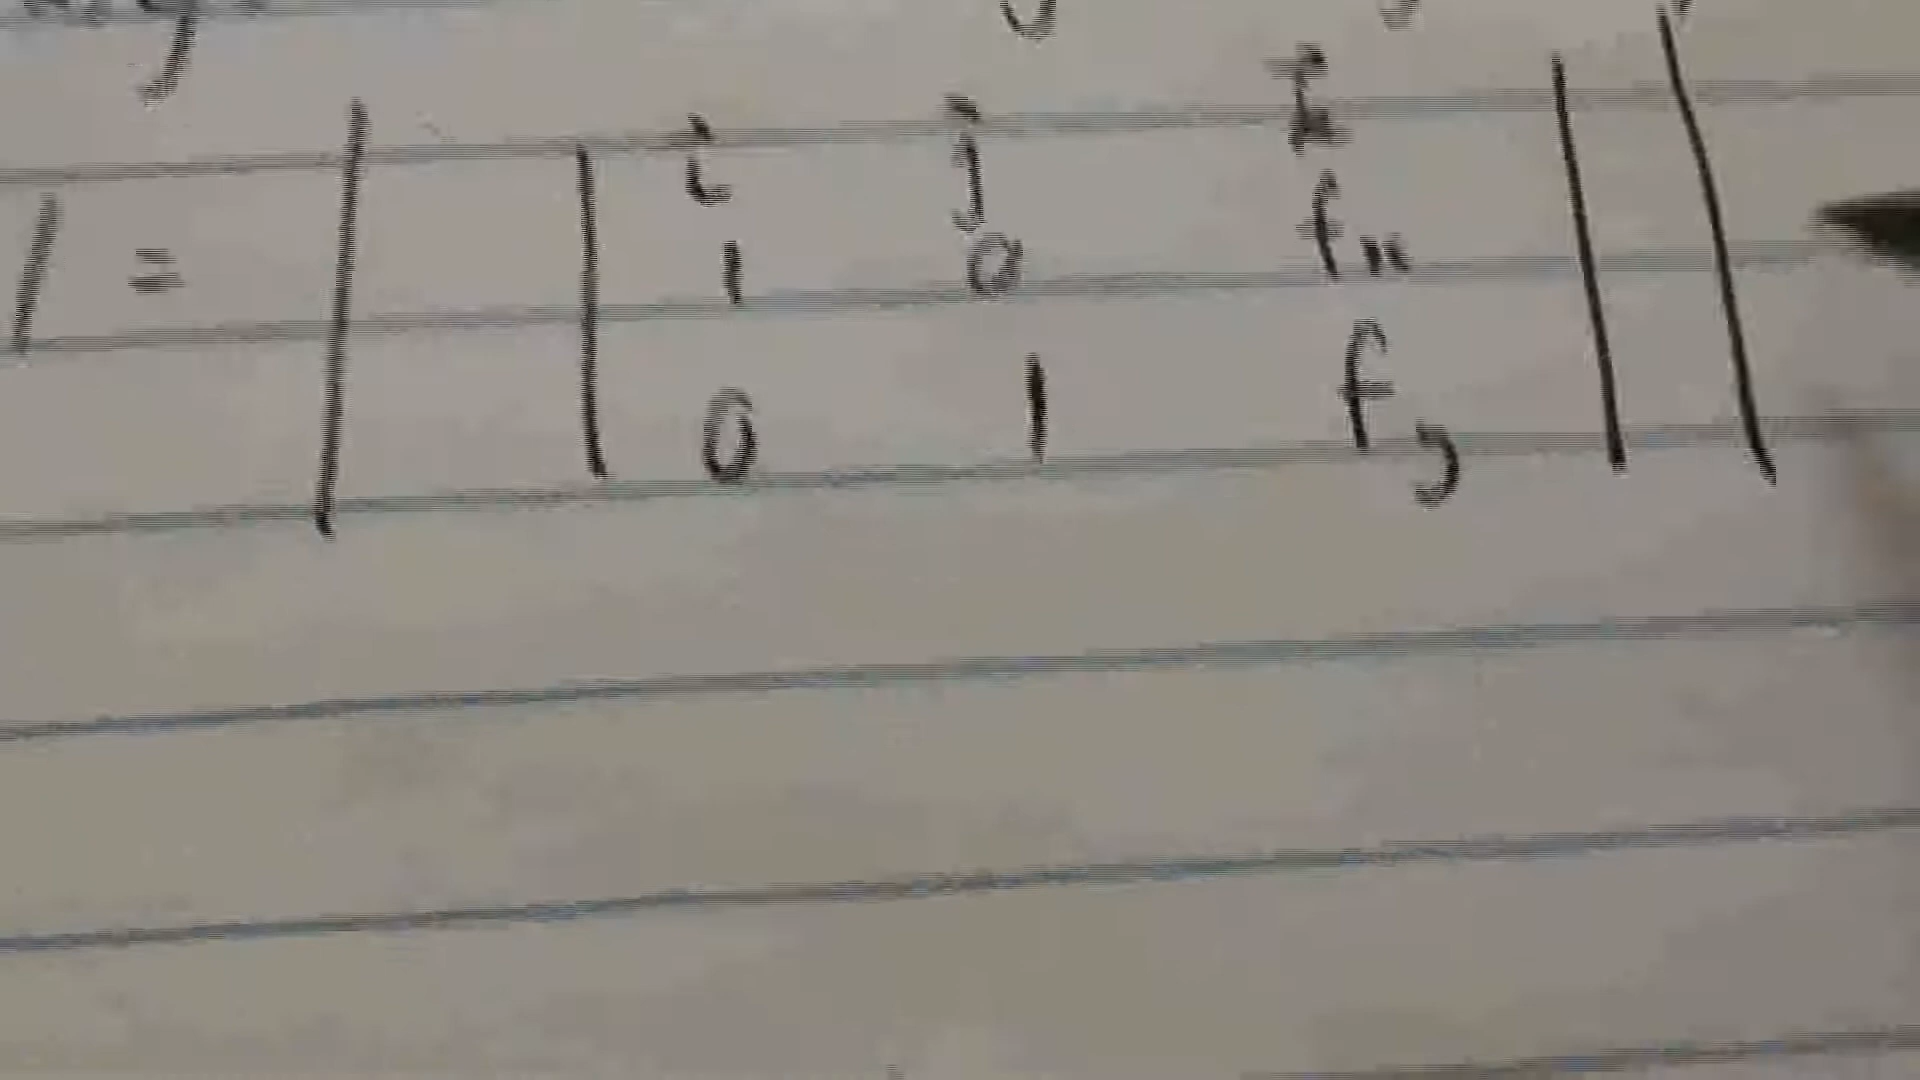 | = | | i j k | |
1 0 fx
0 1 fy